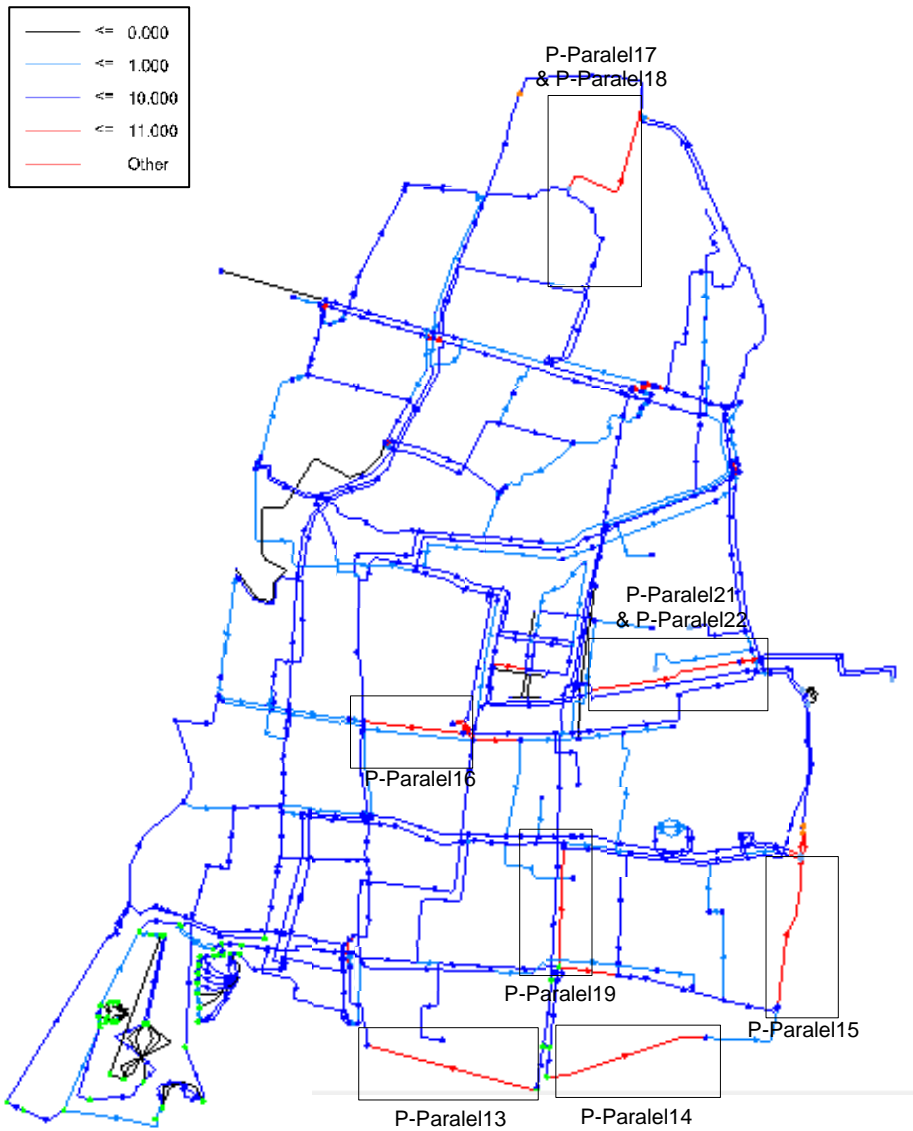 <= 0.000
<= 1.000
<= 10.000
<= 11.000
Other
P-Paralel17
& P-Paralel18
P-Paralel21
& P-Paralel22
P-Paralel16
P-Paralel19
P-Paralel15
P-Paralel13
P-Paralel14